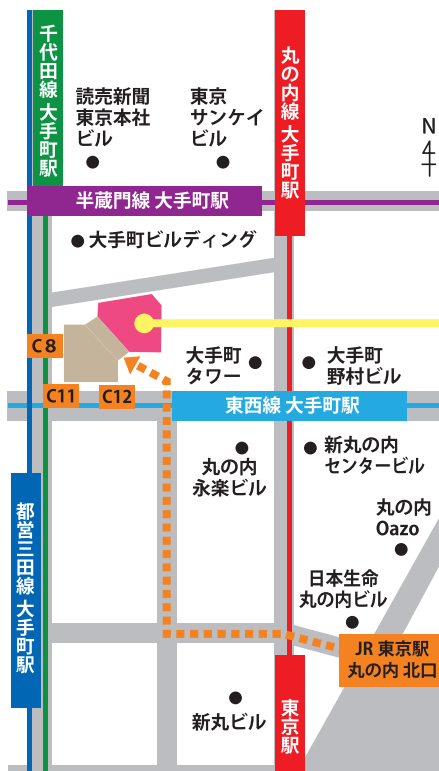 千代田線 大手町駅
丸の内線 大手町駅
読売新聞
東京本社
ビル
東京
サンケイ
ビル
N
4
半蔵門線 大手町駅
大手町ビルディング
C8
C11
C12
大手町
タワー
大手町
野村ビル
東西線 大手町駅
丸の内
永楽ビル
新丸の内
センタービル
都営三田線 大手町駅
丸の内
Oazo
日本生命
丸の内ビル
JR 東京駅
丸の内 北口
新丸ビル
東京駅